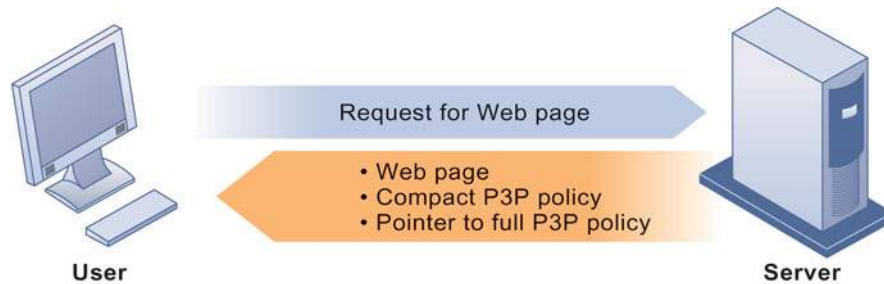 Request for Web page
• Web page
• Compact P3P policy
• Pointer to full P3P policy
User
Server